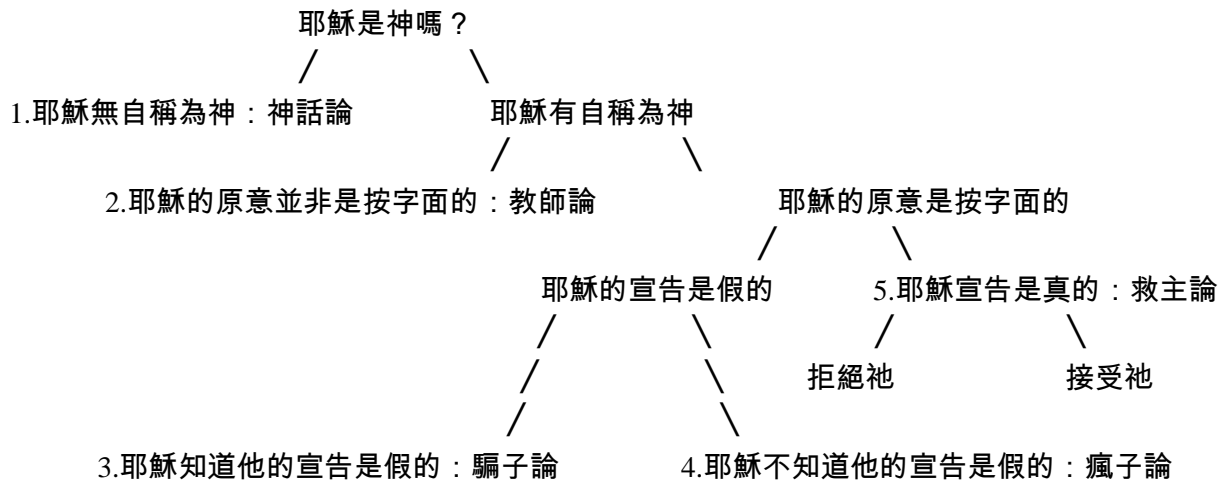 耶穌是神嗎？
1.耶穌無自稱為神：神話論 耶穌有自稱為神
2.耶穌的原意並非是按字面的：教師論 耶穌的原意是按字面的
耶穌的宣告是假的 5.耶穌宣告是真的：救主論
拒絕祂 接受祂
3.耶穌知道他的宣告是假的：騙子論 4.耶穌不知道他的宣告是假的：瘋子論